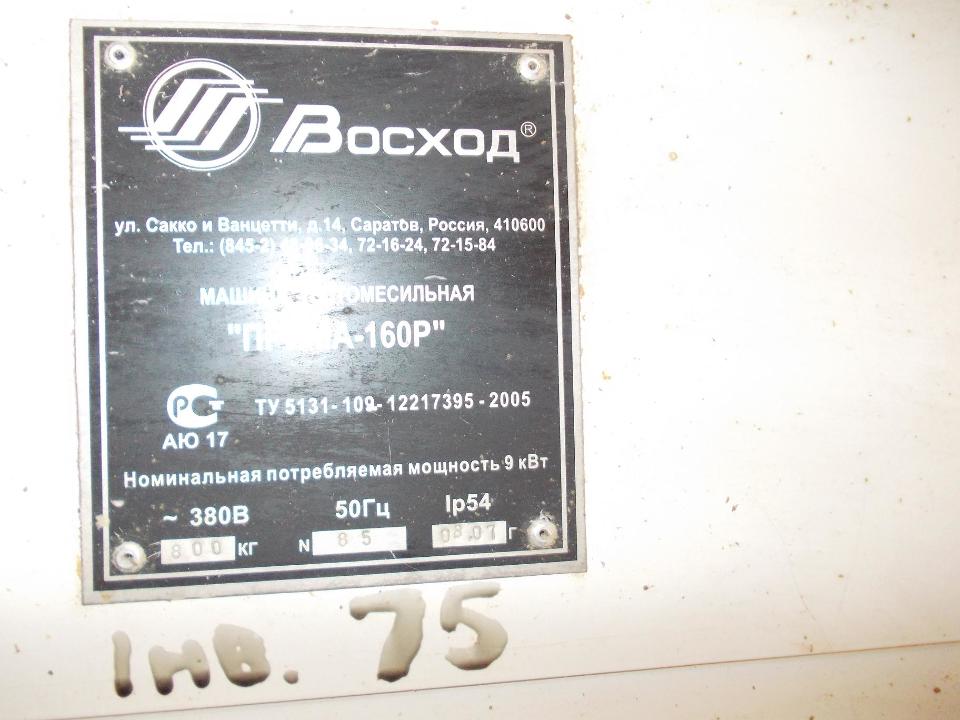 Восход®
ул. Сакко и Ванцетти, д.14, Саратов, Россия, 410600
Тел.: (845-2) 72-16-24, 72-15-84
"ПРИМА-160Р"
РСТ
АЮ 17
ТУ 5131-109-12217395-2005
Номинальная потребляемая мощность 9 кВт
~ 380В 50Гц Ip54
800 КГ N 85 08.07 Г
Інв. 75